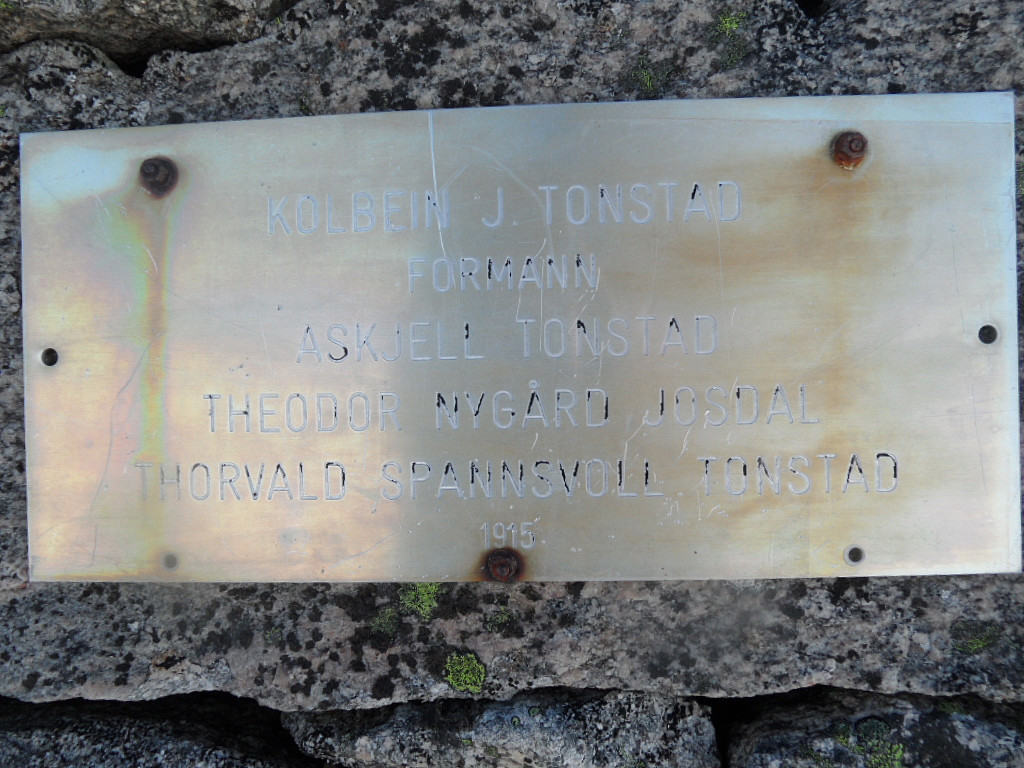 KOLBEIN J. TONSTAD
FORMANN
ASKJELL TONSTAD
THEODOR NYGÅRD JOSDAL
THORVALD SPANNSVOLL TONSTAD
1915